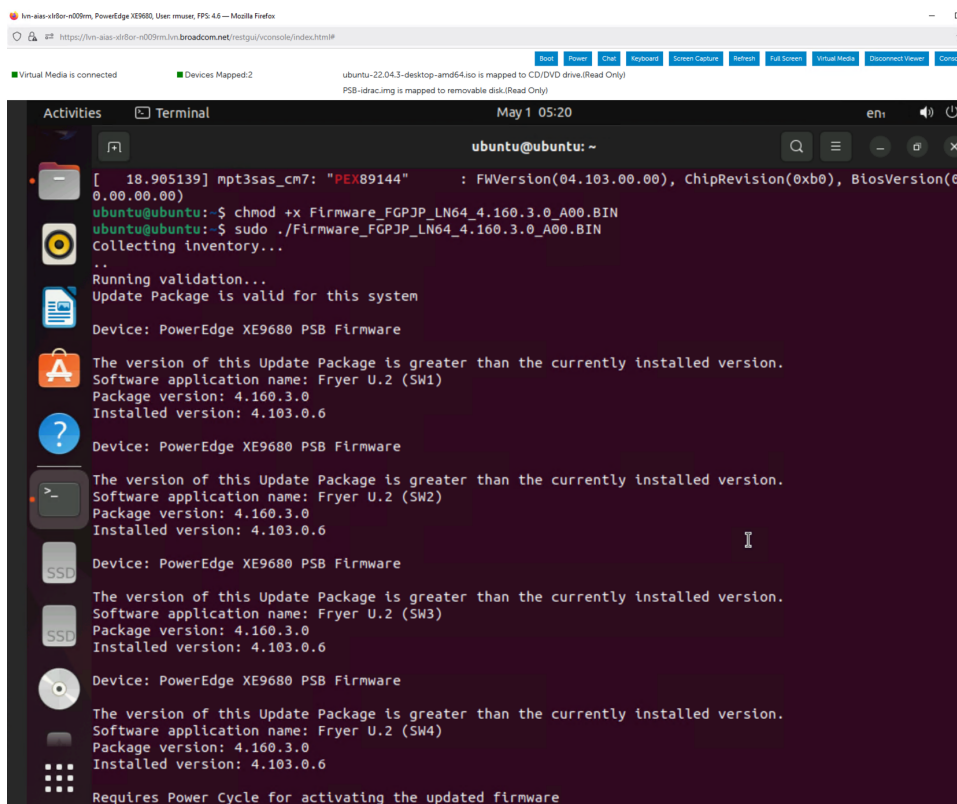 lvn-aias-xlr8or-n009rm, PowerEdge XE9680, User: rmuser, FPS: 4.6 — Mozilla Firefox
https://lvn-aias-xlr8or-n009rm.lvn.broadcom.net/restgui/vconsole/index.html#
Boot Power Chat Keyboard Screen Capture Refresh Full Screen Virtual Media Disconnect Viewer Conso
Virtual Media is connected Devices Mapped:2 ubuntu-22.04.3-desktop-amd64.iso is mapped to CD/DVD drive.(Read Only)
PSB-idrac.img is mapped to removable disk.(Read Only)
Activities Terminal May 1 05:20 en₁
ubuntu@ubuntu: ~
[   18.905139] mpt3sas_cm7: "PEX89144"      : FWVersion(04.103.00.00), ChipRevision(0xb0), BiosVersion(0
0.00.00.00)
ubuntu@ubuntu:~$ chmod +x Firmware_FGPJP_LN64_4.160.3.0_A00.BIN
ubuntu@ubuntu:~$ sudo ./Firmware_FGPJP_LN64_4.160.3.0_A00.BIN
Collecting inventory...
..
Running validation...
Update Package is valid for this system
Device: PowerEdge XE9680 PSB Firmware
The version of this Update Package is greater than the currently installed version.
Software application name: Fryer U.2 (SW1)
Package version: 4.160.3.0
Installed version: 4.103.0.6
Device: PowerEdge XE9680 PSB Firmware
The version of this Update Package is greater than the currently installed version.
Software application name: Fryer U.2 (SW2)
Package version: 4.160.3.0
Installed version: 4.103.0.6
Device: PowerEdge XE9680 PSB Firmware
The version of this Update Package is greater than the currently installed version.
Software application name: Fryer U.2 (SW3)
Package version: 4.160.3.0
Installed version: 4.103.0.6
Device: PowerEdge XE9680 PSB Firmware
The version of this Update Package is greater than the currently installed version.
Software application name: Fryer U.2 (SW4)
Package version: 4.160.3.0
Installed version: 4.103.0.6
Requires Power Cycle for activating the updated firmware
SSD
SSD